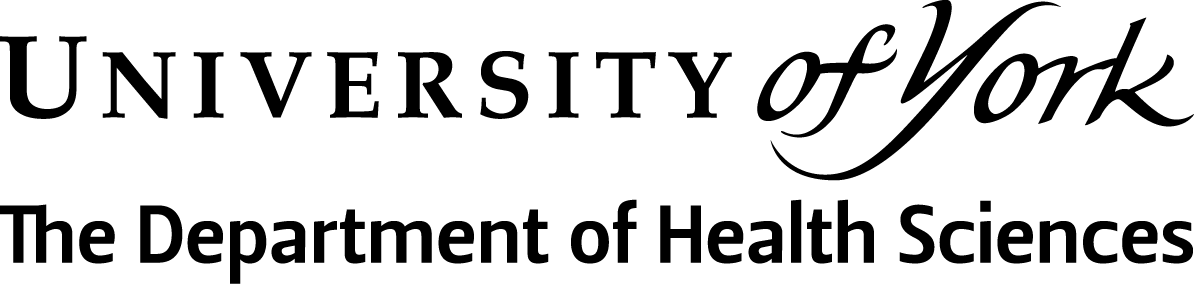 UNIVERSITY of York
The Department of Health Sciences